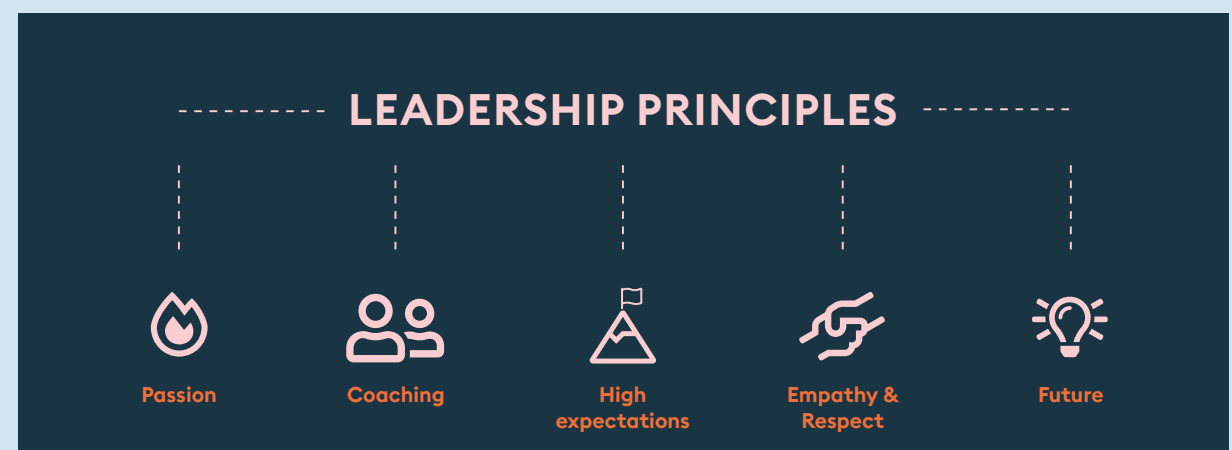 LEADERSHIP PRINCIPLES
Passion
Coaching
High
expectations
Empathy &
Respect
Future